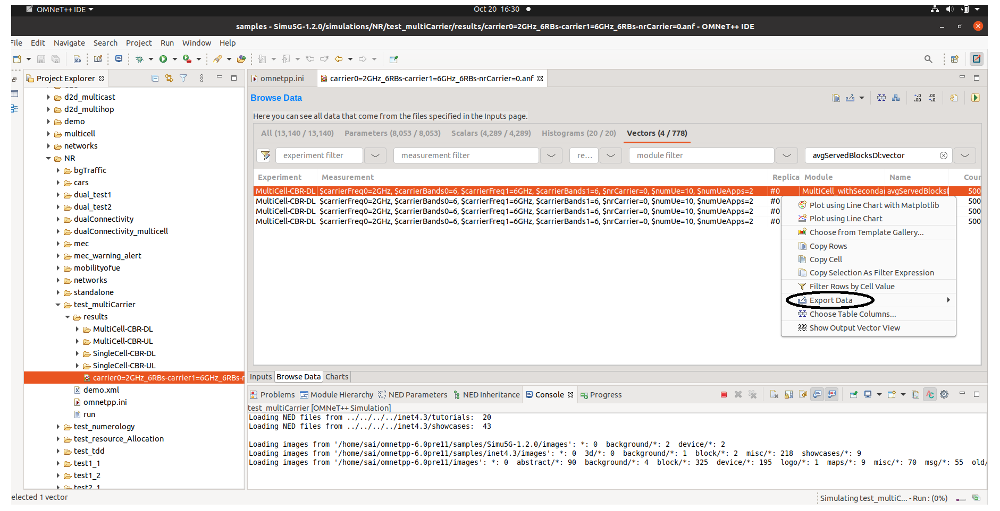 OMNeT++ IDE
Oct 20 16:30
samples - Simu5G-1.2.0/simulations/NR/test_multiCarrier/results/carrier0=2GHz_6RBs-carrier1=6GHz_6RBs-nrCarrier=0.anf - OMNeT++ IDE
File Edit Navigate Search Project Run Window Help
Project Explorer
d2d_multicast
d2d_multihop
demo
multicell
networks
NR
bgTraffic
cars
dual_test1
dual_test2
dualConnectivity
dualConnectivity_multicell
mec
mec_warning_alert
mobilityofue
networks
standalone
test_multiCarrier
results
MultiCell-CBR-DL
MultiCell-CBR-UL
SingleCell-CBR-DL
SingleCell-CBR-UL
carrier0=2GHz_6RBs-carrier1=6GHz_6RBs-r
demo.xml
omnetpp.ini
run
test_numerology
test_resource_Allocation
test_tdd
test1_1
test1_2
test2_1
omnetpp.ini
carrier0=2GHz_6RBs-carrier1=6GHz_6RBs-nrCarrier=0.anf
Browse Data
Here you can see all data that come from the files specified in the Inputs page.
All (13,140 / 13,140) Parameters (8,053 / 8,053) Scalars (4,289 / 4,289) Histograms (20 / 20) Vectors (4 / 778)
experiment filter measurement filter re... module filter avgServedBlocksDl:vector
Experiment Measurement Replica Module Name Cour
MultiCell-CBR-DL $carrierFreq0=2GHz, $carrierBands0=6, $carrierFreq1=6GHz, $carrierBands1=6, $nrCarrier=0, $numUe=10, $numUeApps=2 #0 MultiCell_withSecondai avgServedBlocksI 500
MultiCell-CBR-DL $carrierFreq0=2GHz, $carrierBands0=6, $carrierFreq1=6GHz, $carrierBands1=6, $nrCarrier=0, $numUe=10, $numUeApps=2 #0 500
MultiCell-CBR-DL $carrierFreq0=2GHz, $carrierBands0=6, $carrierFreq1=6GHz, $carrierBands1=6, $nrCarrier=0, $numUe=10, $numUeApps=2 #0 500
MultiCell-CBR-DL $carrierFreq0=2GHz, $carrierBands0=6, $carrierFreq1=6GHz, $carrierBands1=6, $nrCarrier=0, $numUe=10, $numUeApps=2 #0 500
Plot using Line Chart with Matplotlib
Plot using Line Chart
Choose from Template Gallery...
Copy Rows
Copy Cell
Copy Selection As Filter Expression
Filter Rows by Cell Value
Export Data
Choose Table Columns...
Show Output Vector View
Inputs Browse Data Charts
Problems Module Hierarchy NED Parameters NED Inheritance Console Progress
test_multiCarrier [OMNeT++ Simulation]
Loading NED files from ../../../../inet4.3/tutorials: 20
Loading NED files from ../../../../inet4.3/showcases: 43
Loading images from '/home/sai/omnetpp-6.0pre11/samples/Simu5G-1.2.0/images': *: 0 background/*: 2 device/*: 2
Loading images from '/home/sai/omnetpp-6.0pre11/samples/inet4.3/images': *: 0 3d/*: 0 background/*: 1 block/*: 2 misc/*: 218 showcases/*: 9
Loading images from '/home/sai/omnetpp-6.0pre11/images': *: 0 abstract/*: 90 background/*: 4 block/*: 325 device/*: 195 logo/*: 1 maps/*: 9 misc/*: 70 msg/*: 55 old/
elected 1 vector
Simulating test_multiC... - Run : (0%)